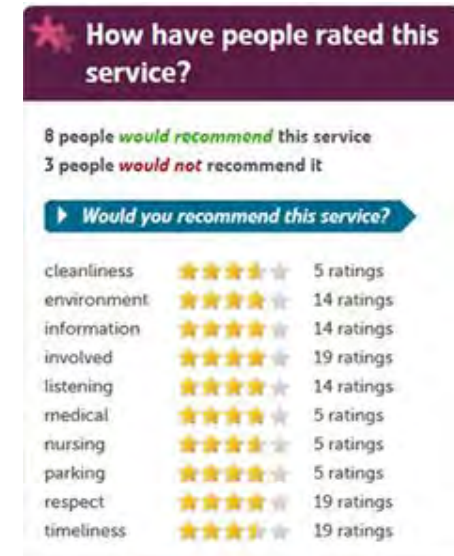 How have people rated this
service?
8 people would recommend this service
3 people would not recommend it
Would you recommend this service?
cleanliness 5 ratings
environment 14 ratings
information 14 ratings
involved 19 ratings
listening 14 ratings
medical 5 ratings
nursing 5 ratings
parking 5 ratings
respect 19 ratings
timeliness 19 ratings